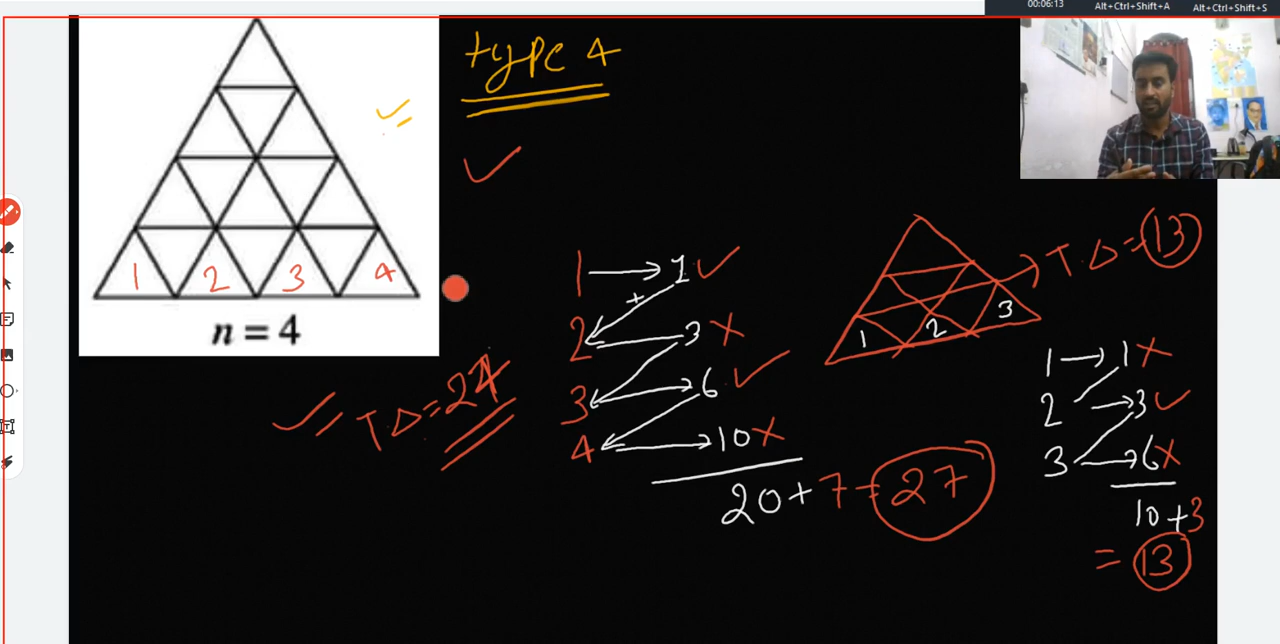 00:06:13
Alt+Ctrl+Shift+A Alt+Ctrl+Shift+S
type 4
1 2 3 4
n = 4
T.Δ=27
1 → 1 ✓
+
2 3 ×
3 6 ✓
4 → 10 ×
20+7=27
T.Δ=13
1 2 3
1 → 1 ×
2 → 3 ✓
3 → 6 ×
10+3
= 13